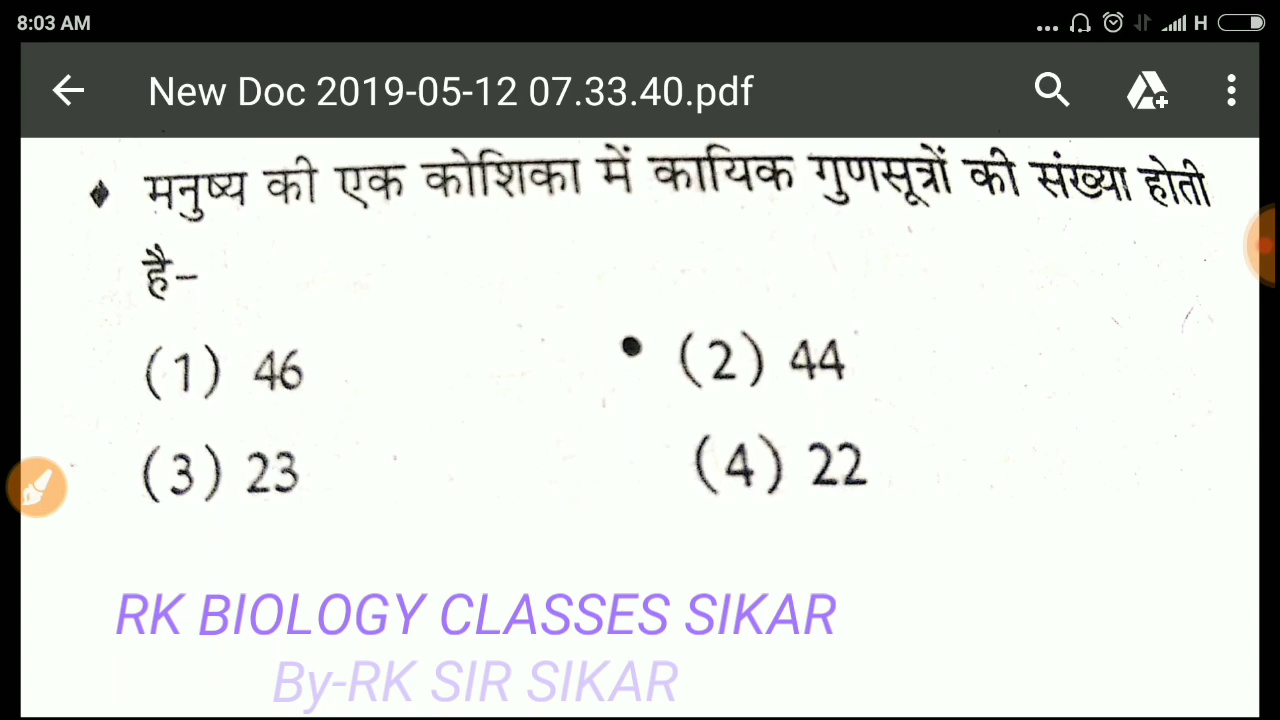 8:03 AM
... H
New Doc 2019-05-12 07.33.40.pdf
मनुष्य की एक कोशिका में कायिक गुणसूत्रों की संख्या होती
है–
(1) 46
(2) 44
(3) 23
(4) 22
RK BIOLOGY CLASSES SIKAR
By-RK SIR SIKAR